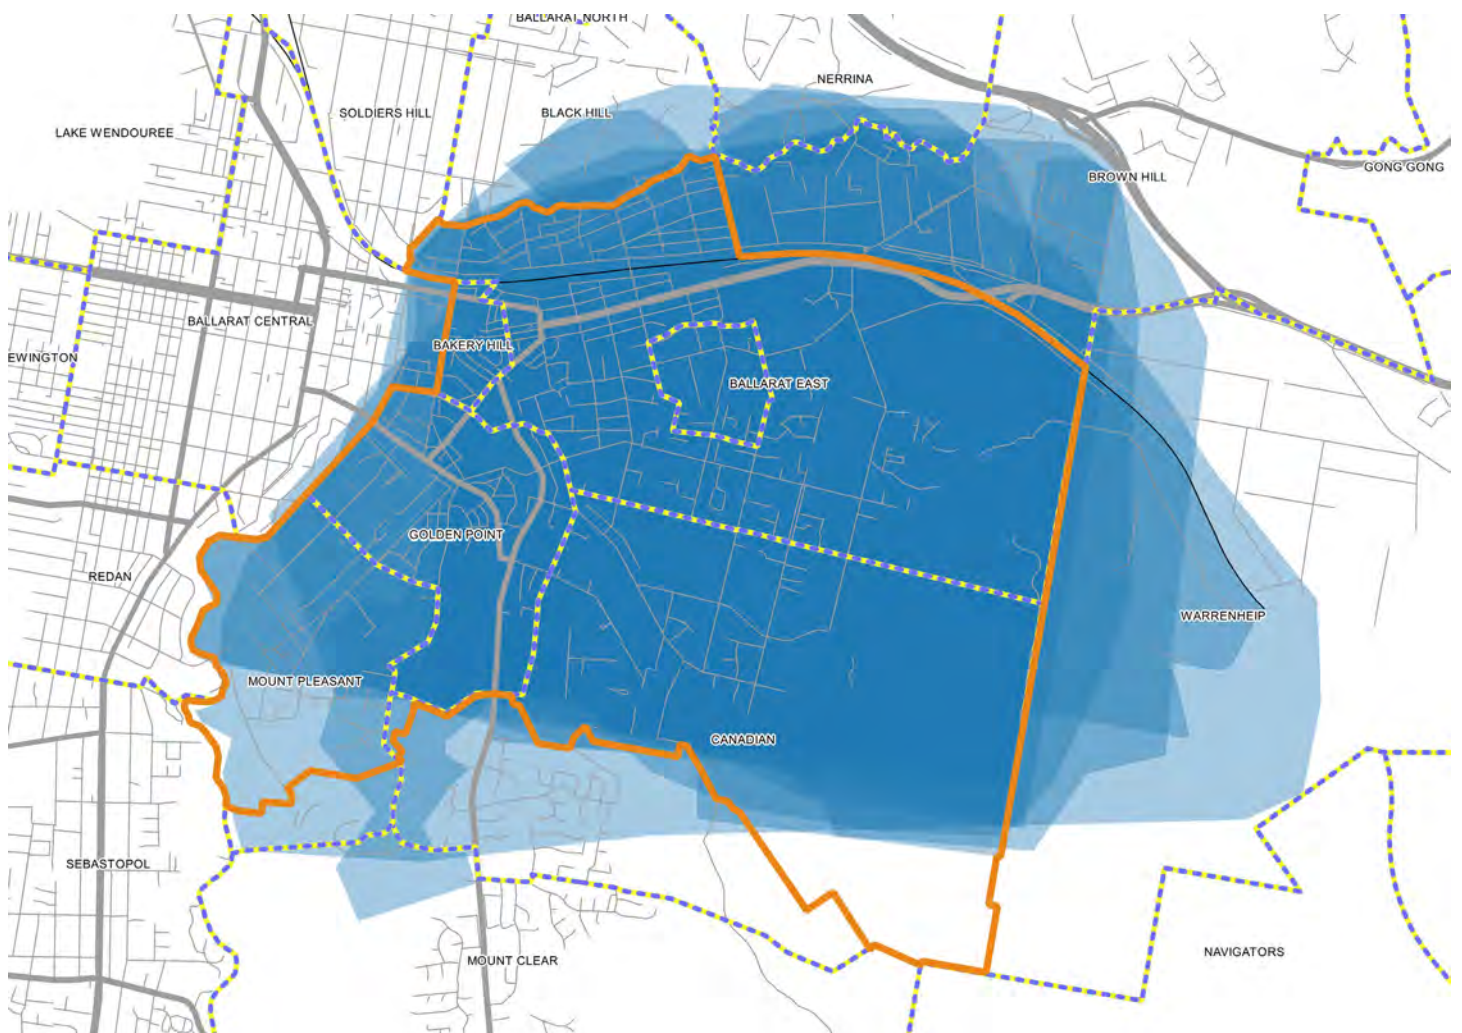 BALLARAT NORTH
NERRINA
SOLDIERS HILL
BLACK HILL
LAKE WENDOUREE
GONG GONG
BROWN HILL
BALLARAT CENTRAL
BAKERY HILL
EWINGTON
BALLARAT EAST
GOLDEN POINT
REDAN
WARRENHEIP
MOUNT PLEASANT
CANADIAN
SEBASTOPOL
NAVIGATORS
MOUNT CLEAR